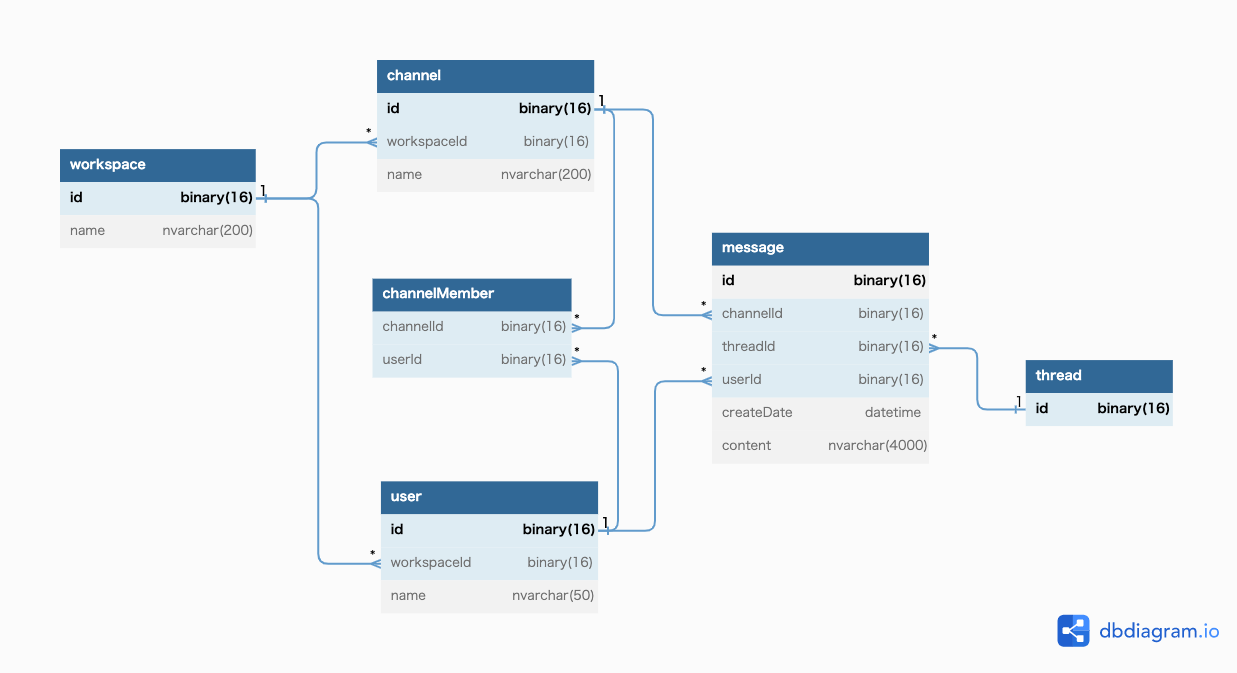 channel
id binary(16)
workspaceId binary(16)
name nvarchar(200)
workspace
id binary(16)
name nvarchar(200)
channelMember
channelId binary(16)
userId binary(16)
user
id binary(16)
workspaceId binary(16)
name nvarchar(50)
message
id binary(16)
channelId binary(16)
threadId binary(16)
userId binary(16)
createDate datetime
content nvarchar(4000)
thread
id binary(16)
1
*
1
*
*
*
*
*
1
*
1
dbdiagram.io